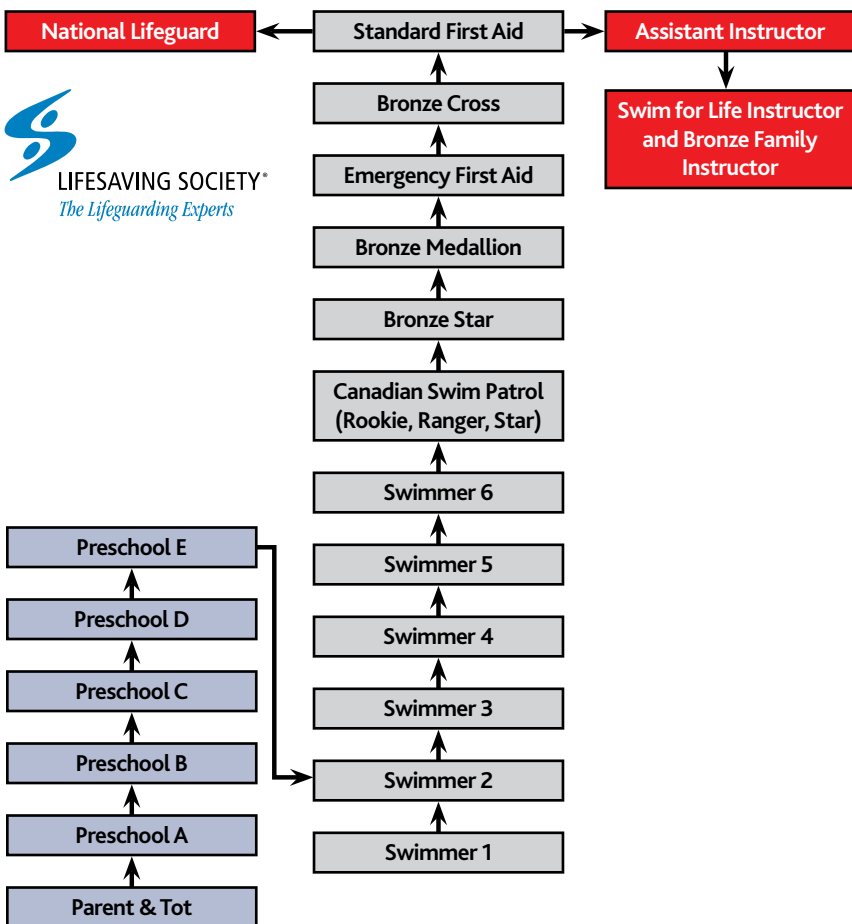 National Lifeguard
Standard First Aid
Assistant Instructor
Bronze Cross
Swim for Life Instructor
and Bronze Family
Instructor
LIFESAVING SOCIETY®
The Lifeguarding Experts
Emergency First Aid
Bronze Medallion
Bronze Star
Canadian Swim Patrol
(Rookie, Ranger, Star)
Swimmer 6
Preschool E
Swimmer 5
Preschool D
Swimmer 4
Preschool C
Swimmer 3
Preschool B
Swimmer 2
Preschool A
Swimmer 1
Parent & Tot